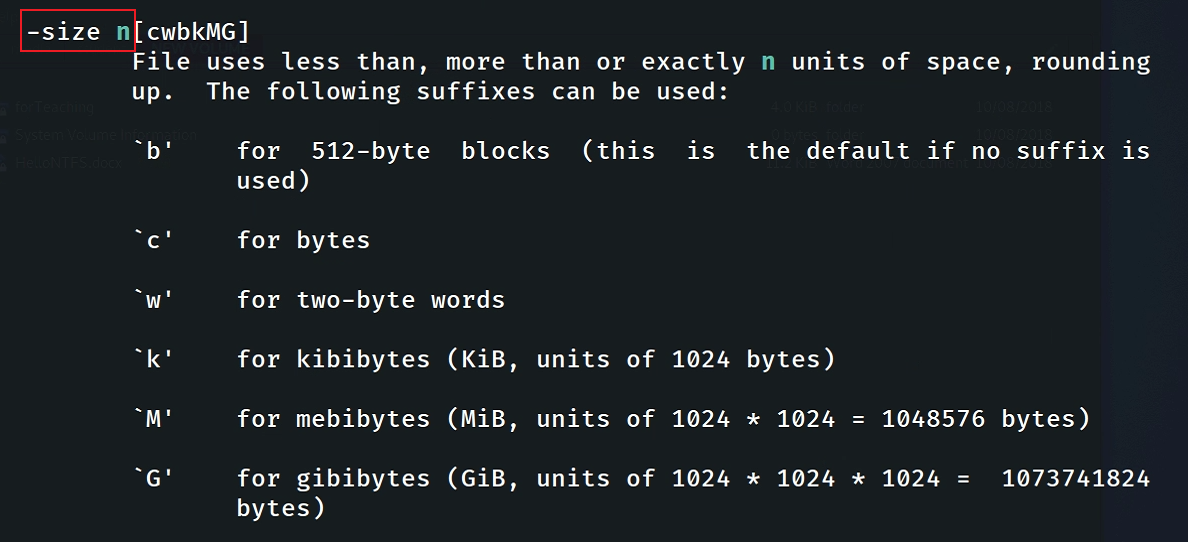 -size n[cwbkMG]
File uses less than, more than or exactly n units of space, rounding
up.  The following suffixes can be used:
`b'    for  512-byte  blocks  (this  is  the default if no suffix is
used)
`c'    for bytes
`w'    for two-byte words
`k'    for kibibytes (KiB, units of 1024 bytes)
`M'    for mebibytes (MiB, units of 1024 * 1024 = 1048576 bytes)
`G'    for gibibytes (GiB, units of 1024 * 1024 * 1024 =  1073741824
bytes)